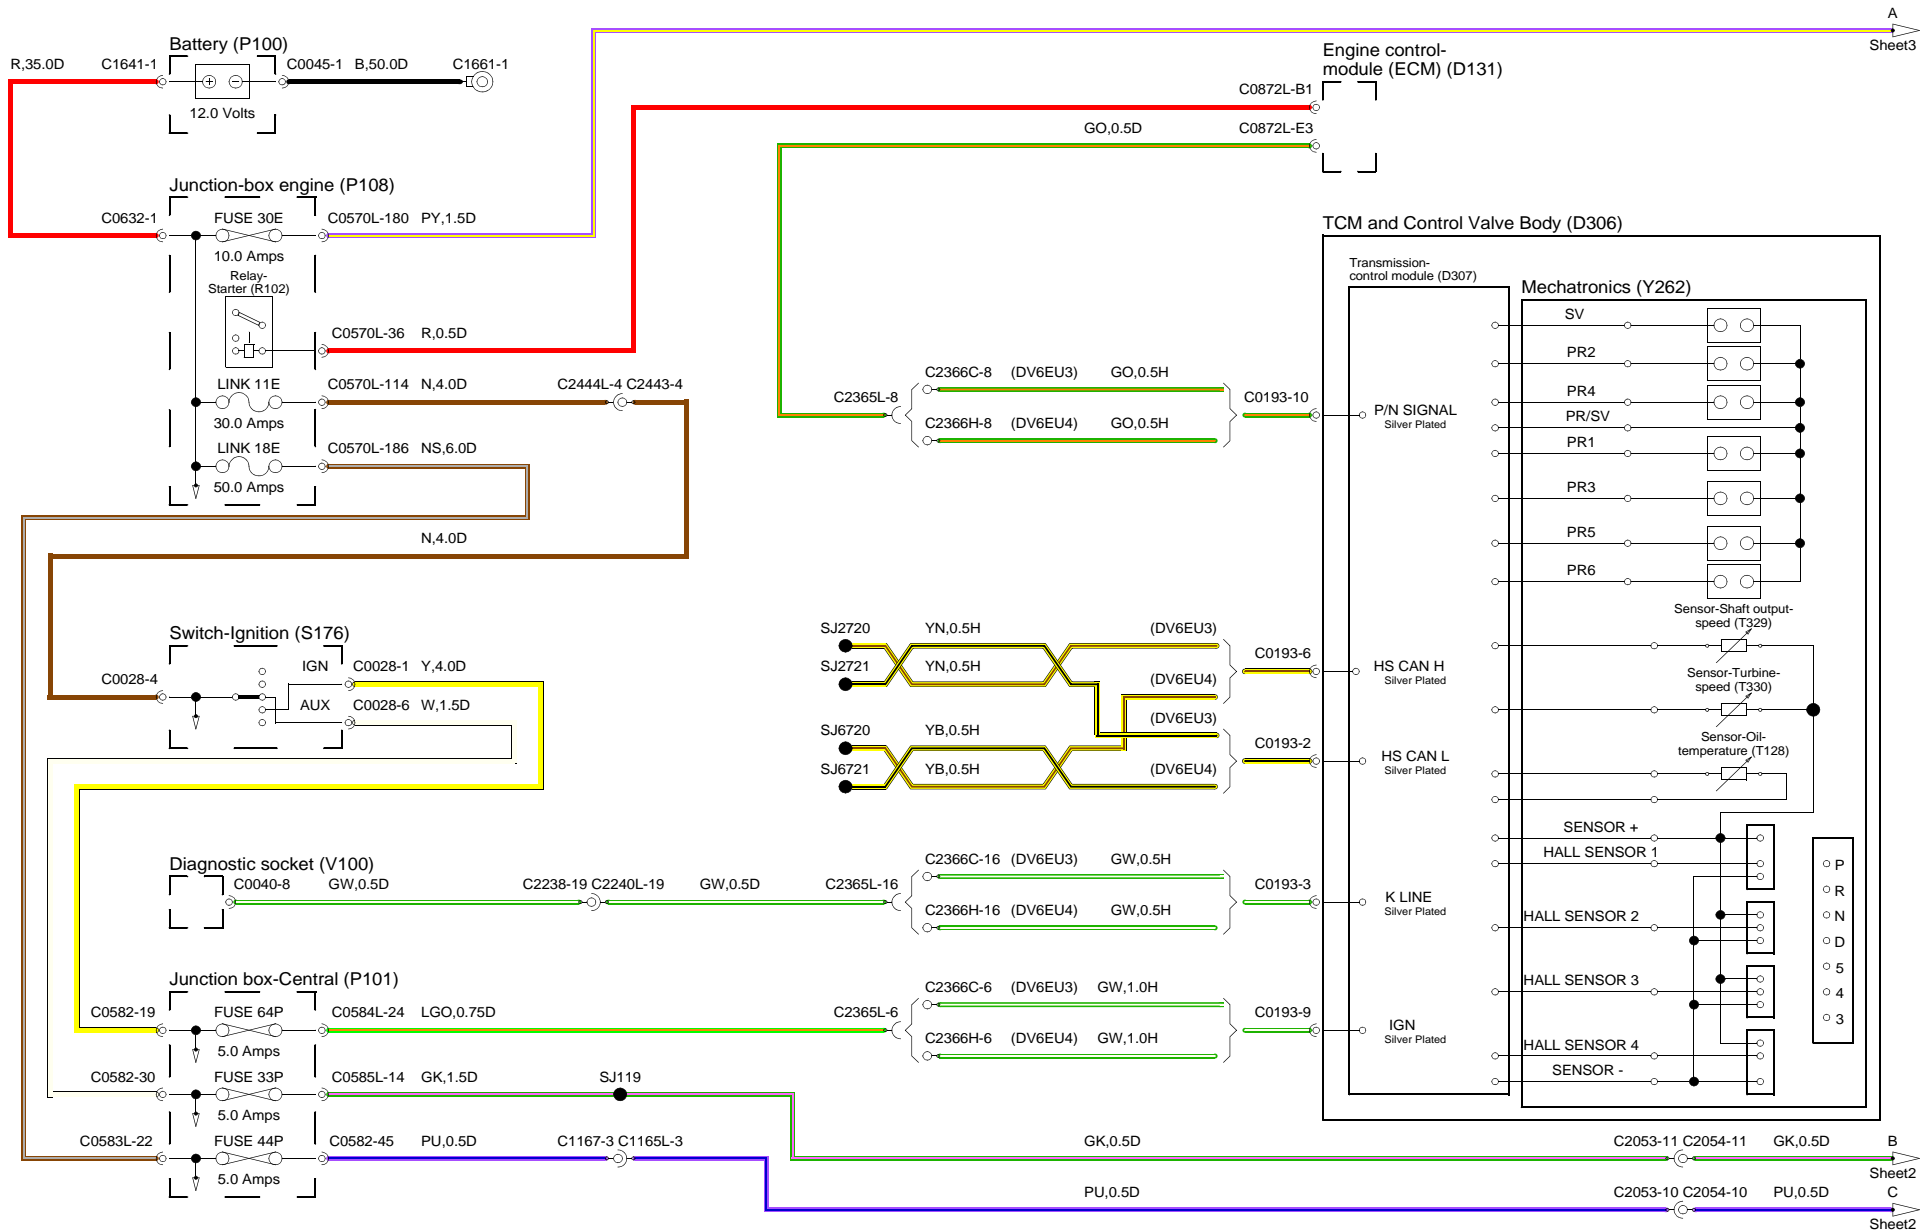 A
Sheet3
Battery (P100)
R,35.0D
C1641-1
C0045-1 B,50.0D
C1661-1
12.0 Volts
Engine control-
module (ECM) (D131)
C0872L-B1
GO,0.5D
C0872L-E3
Junction-box engine (P108)
C0632-1
FUSE 30E
C0570L-180 PY,1.5D
10.0 Amps
Relay-
Starter (R102)
C0570L-36 R,0.5D
LINK 11E
C0570L-114 N,4.0D
C2444L-4 C2443-4
30.0 Amps
LINK 18E
C0570L-186 NS,6.0D
50.0 Amps
N,4.0D
TCM and Control Valve Body (D306)
Transmission-
control module (D307)
Mechatronics (Y262)
SV
PR2
PR4
PR/SV
PR1
PR3
PR5
PR6
C2365L-8
C2366C-8 (DV6EU3) GO,0.5H
C2366H-8 (DV6EU4) GO,0.5H
C0193-10
P/N SIGNAL
Silver Plated
Sensor-Shaft output-
speed (T329)
Sensor-Turbine-
speed (T330)
Sensor-Oil-
temperature (T128)
Switch-Ignition (S176)
C0028-4
IGN
C0028-1 Y,4.0D
AUX
C0028-6 W,1.5D
SJ2720
YN,0.5H
(DV6EU3)
SJ2721
YN,0.5H
(DV6EU4)
C0193-6
HS CAN H
Silver Plated
SJ6720
YB,0.5H
(DV6EU3)
SJ6721
YB,0.5H
(DV6EU4)
C0193-2
HS CAN L
Silver Plated
SENSOR +
HALL SENSOR 1
HALL SENSOR 2
HALL SENSOR 3
HALL SENSOR 4
SENSOR -
P
R
N
D
5
4
3
Diagnostic socket (V100)
C0040-8
GW,0.5D
C2238-19 C2240L-19
GW,0.5D
C2365L-16
C2366C-16 (DV6EU3) GW,0.5H
C2366H-16 (DV6EU4) GW,0.5H
C0193-3
K LINE
Silver Plated
Junction box-Central (P101)
C0582-19
FUSE 64P
C0584L-24 LGO,0.75D
5.0 Amps
C2365L-6
C2366C-6 (DV6EU3) GW,1.0H
C2366H-6 (DV6EU4) GW,1.0H
C0193-9
IGN
Silver Plated
C0582-30
FUSE 33P
C0585L-14 GK,1.5D
SJ119
5.0 Amps
C0583L-22
FUSE 44P
C0582-45 PU,0.5D
C1167-3 C1165L-3
5.0 Amps
GK,0.5D
C2053-11 C2054-11 GK,0.5D
B
Sheet2
PU,0.5D
C2053-10 C2054-10 PU,0.5D
C
Sheet2